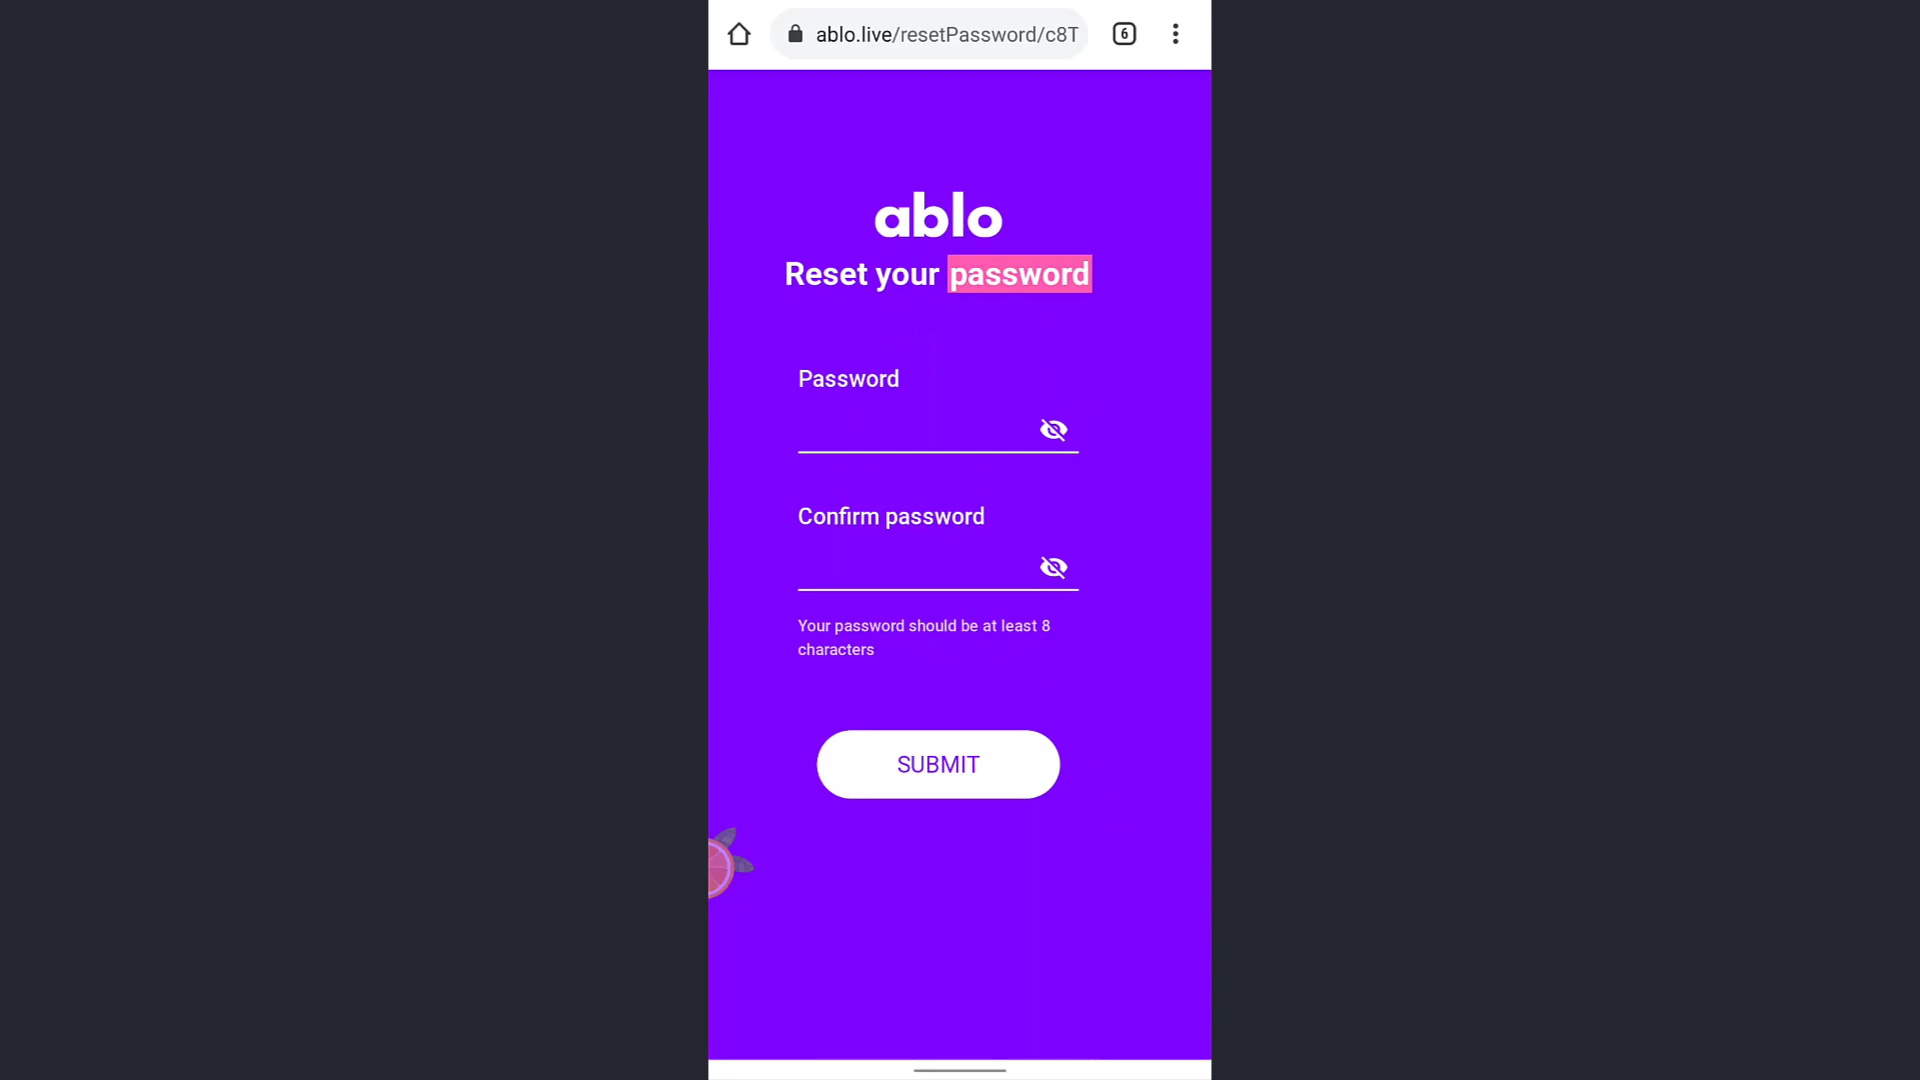 ablo.live/resetPassword/c8T
6
ablo
Reset your password
Password
Confirm password
Your password should be at least 8
characters
SUBMIT